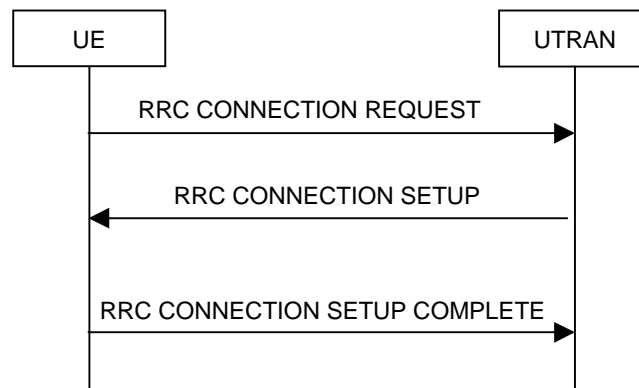 UE
UTRAN
RRC CONNECTION REQUEST
RRC CONNECTION SETUP
RRC CONNECTION SETUP COMPLETE